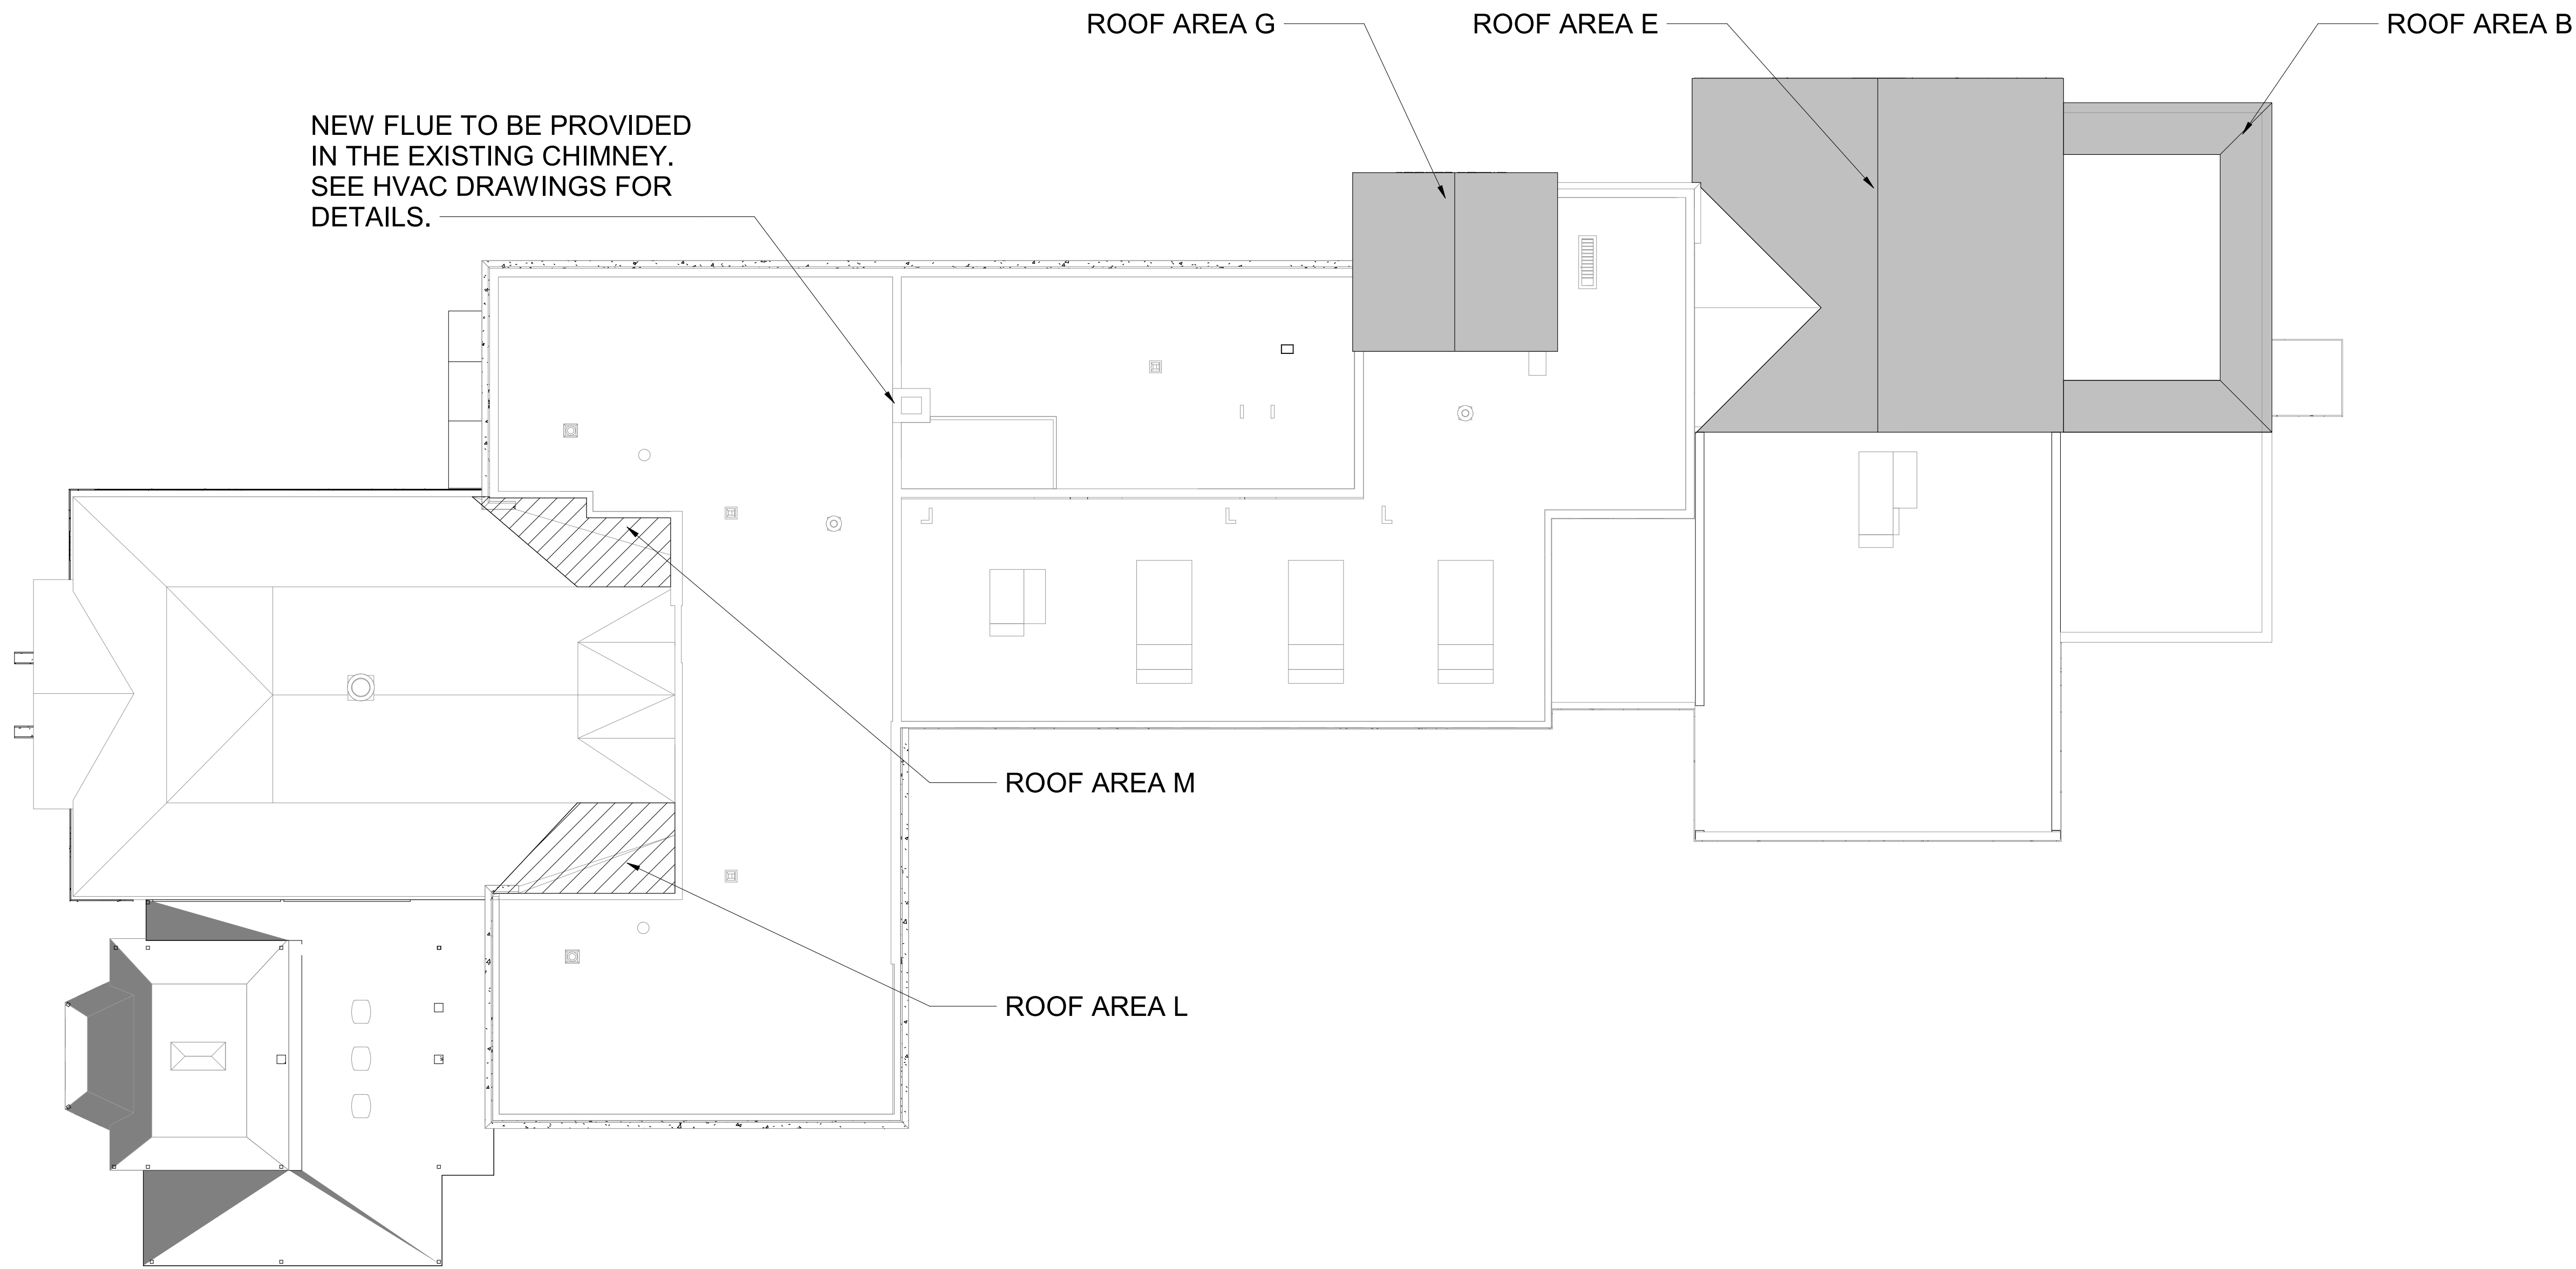 ROOF AREA G
ROOF AREA E
ROOF AREA B
NEW FLUE TO BE PROVIDED
IN THE EXISTING CHIMNEY.
SEE HVAC DRAWINGS FOR
DETAILS.
ROOF AREA M
ROOF AREA L